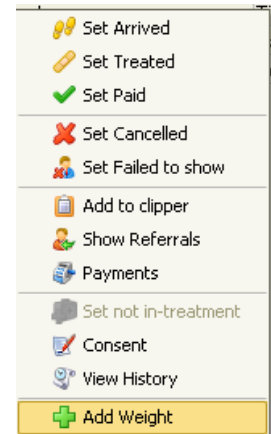 Set Arrived
Set Treated
Set Paid
Set Cancelled
Set Failed to show
Add to clipper
Show Referrals
Payments
Set not in-treatment
Consent
View History
Add Weight